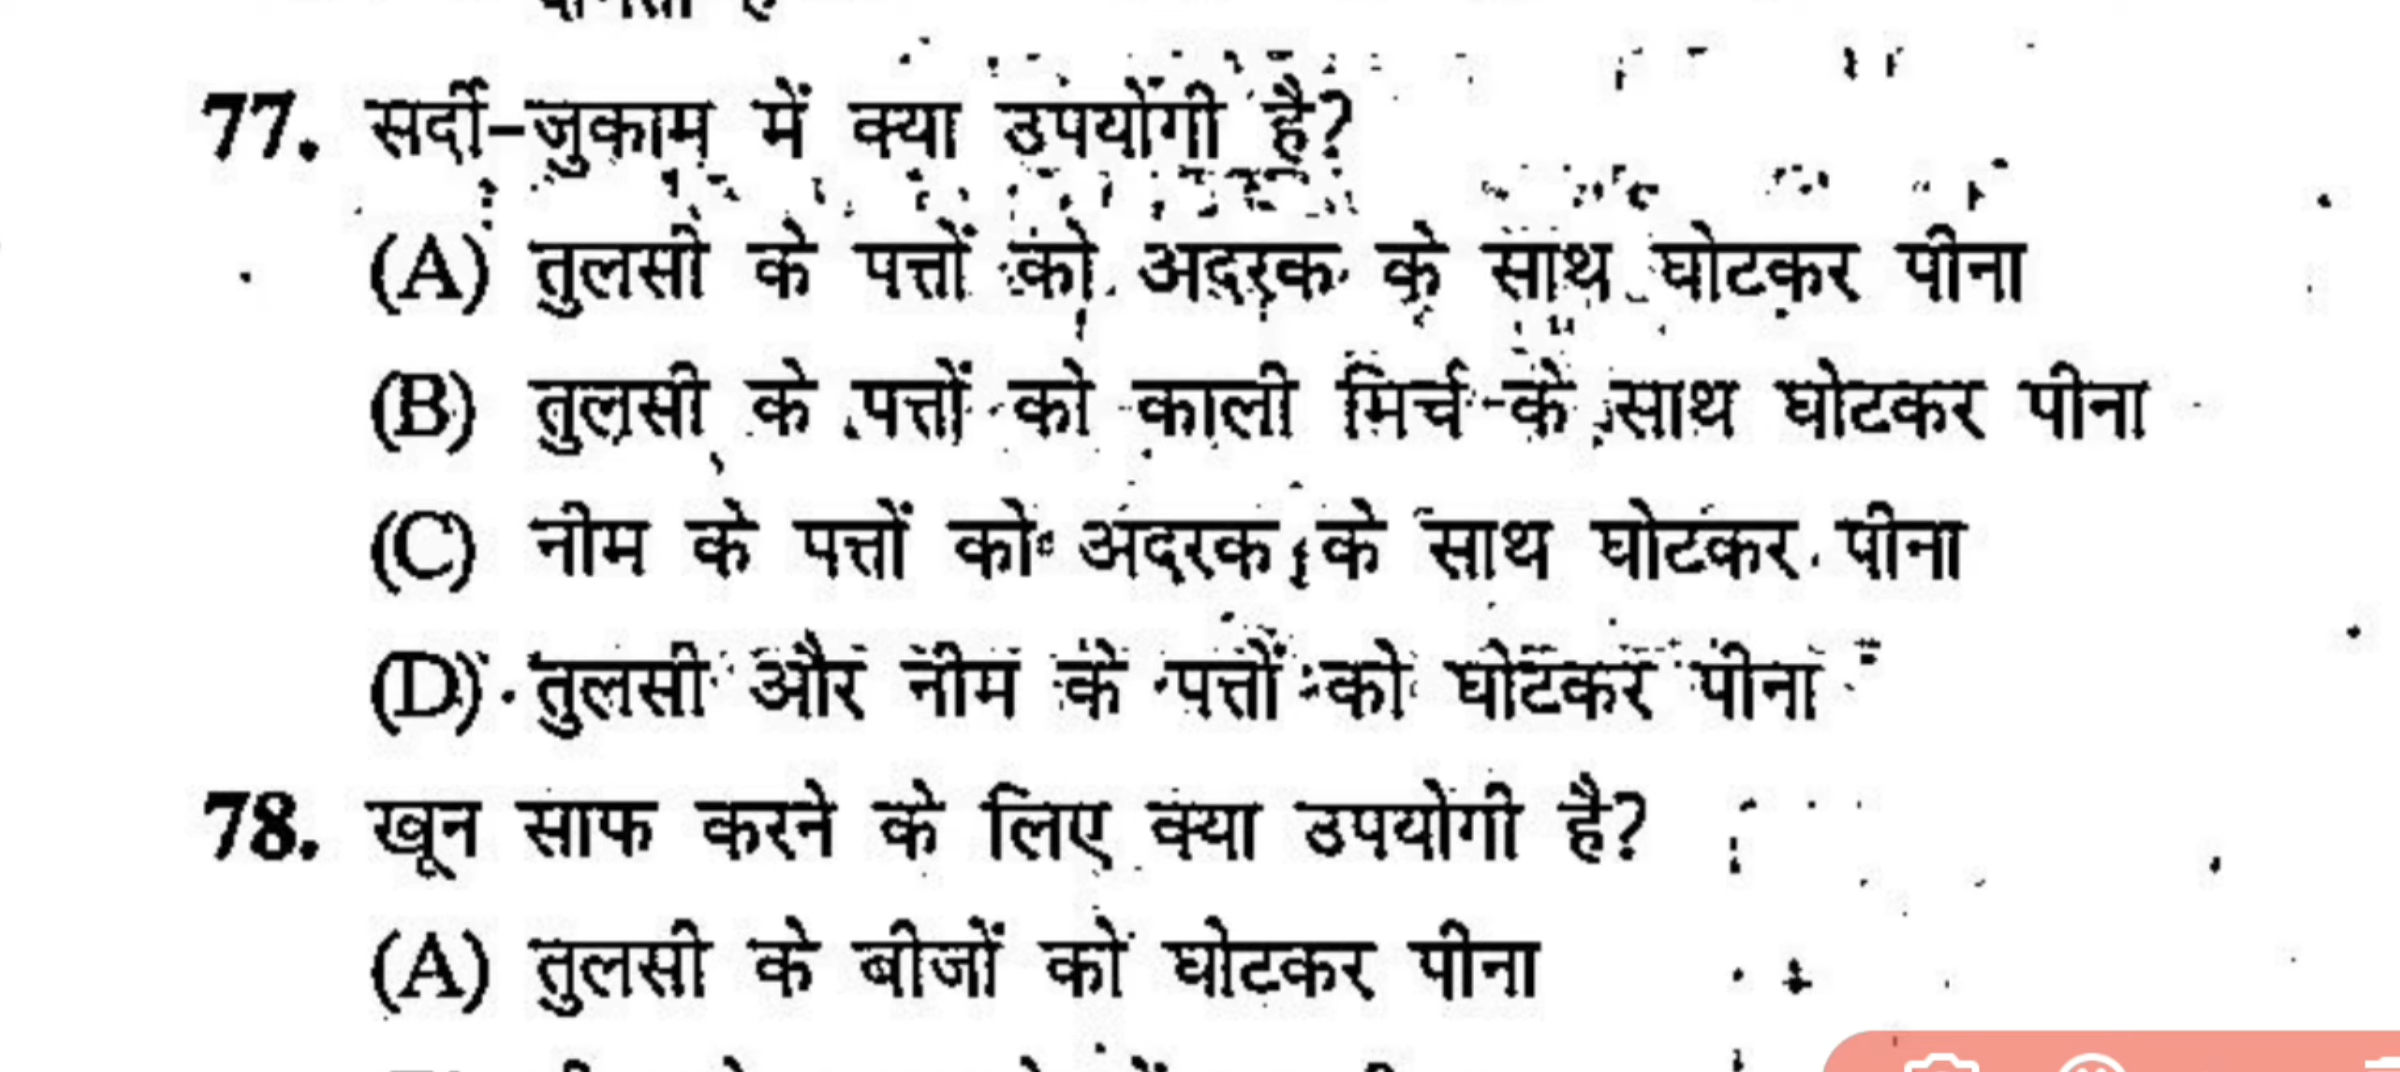 77. सर्दी-जुकाम में क्या उपयोगी है?
(A) तुलसी के पत्तों को अदरक के साथ घोटकर पीना
(B) तुलसी के पत्तों को काली मिर्च के साथ घोटकर पीना
(C) नीम के पत्तों को अदरक के साथ घोटकर पीना
(D) तुलसी और नीम के पत्तों को घोटकर पीना
78. खून साफ करने के लिए क्या उपयोगी है?
(A) तुलसी के बीजों को घोटकर पीना